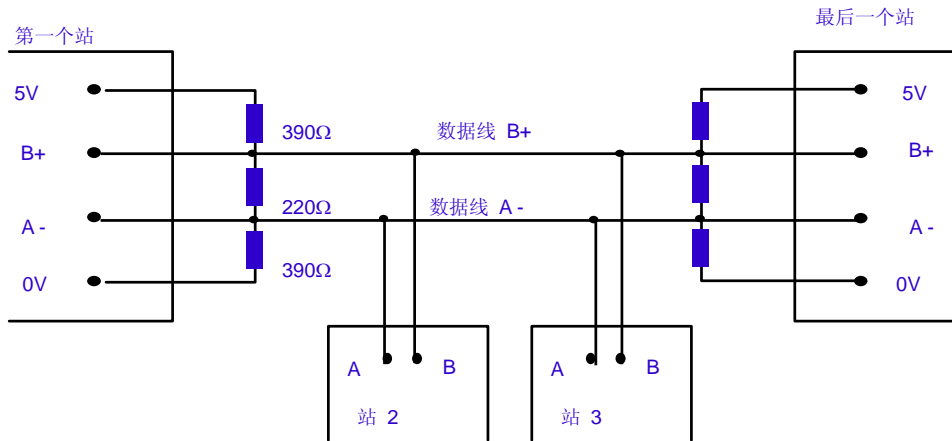 第一个站
最后一个站
5V
5V
390Ω
数据线 B+
B+
B+
220Ω
数据线 A -
A -
A -
390Ω
0V
0V
A
B
A
B
站 2
站 3